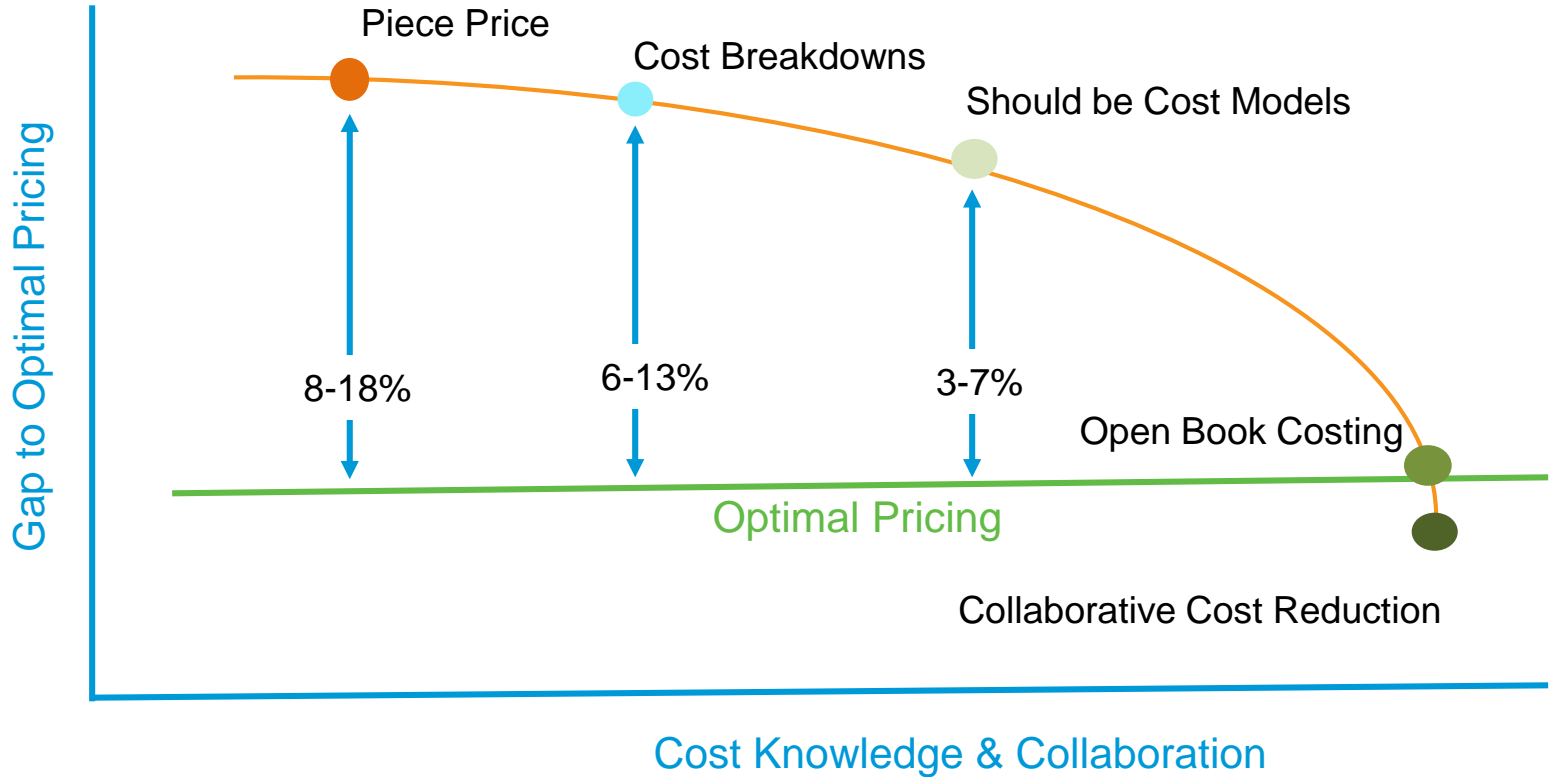 Piece Price
Cost Breakdowns
Should be Cost Models
Gap to Optimal Pricing
8-18%
6-13%
3-7%
Open Book Costing
Optimal Pricing
Collaborative Cost Reduction
Cost Knowledge & Collaboration